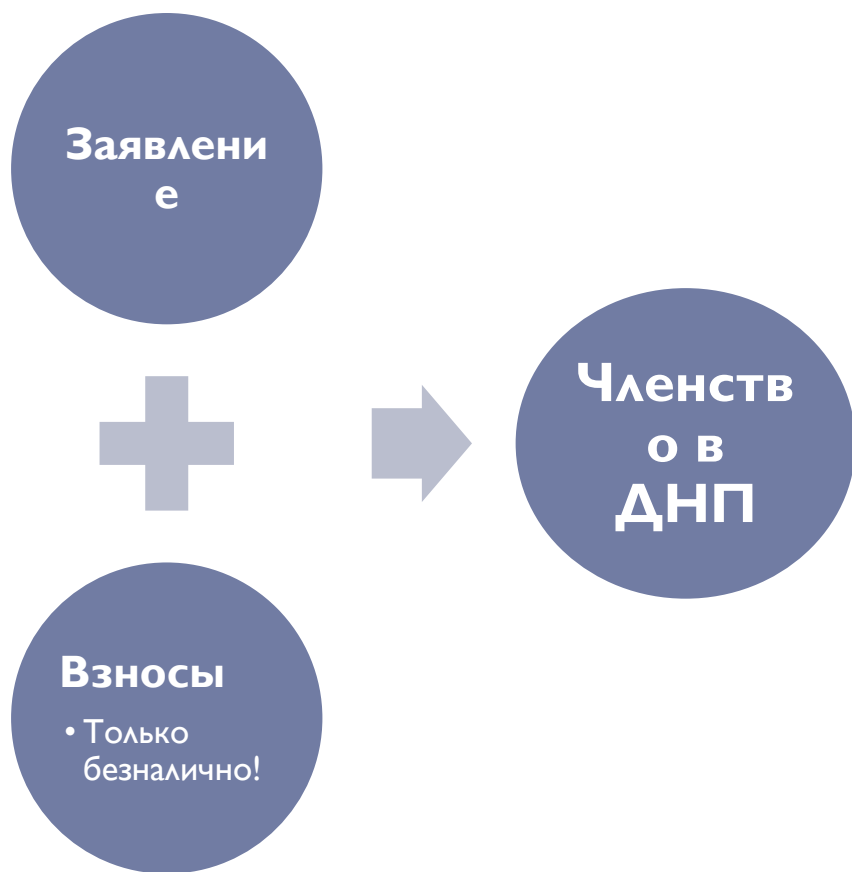 Заявлени
е
Взносы
• Только
безналично!
Членств
о в
ДНП